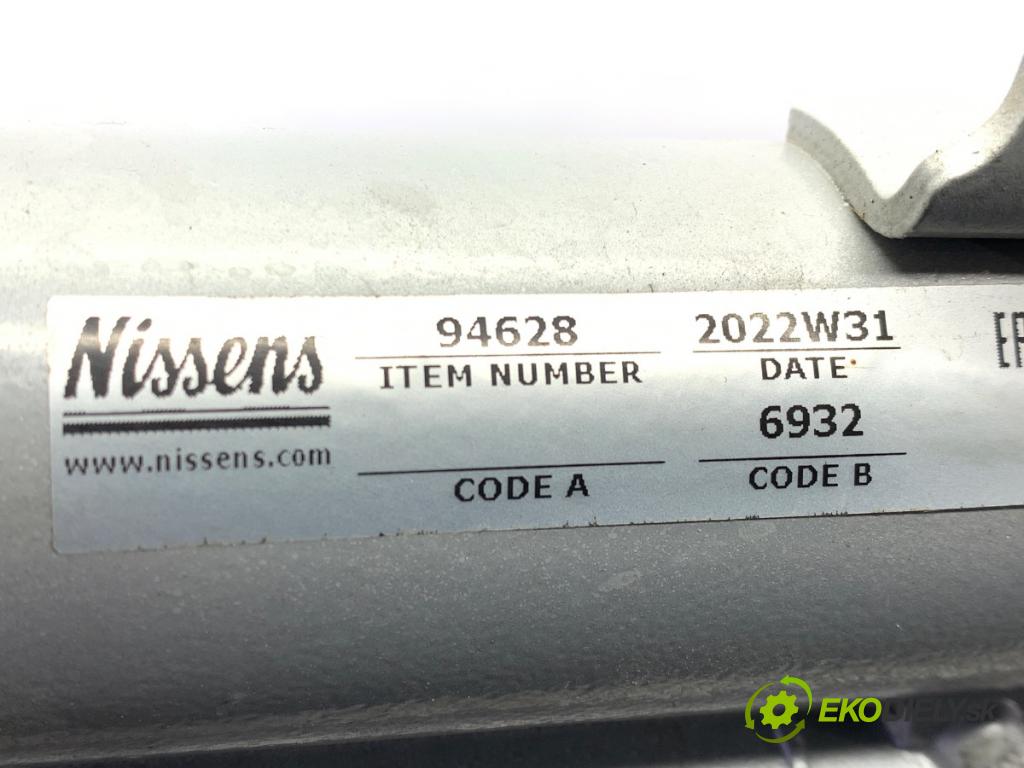 Nissens
www.nissens.com
94628
ITEM NUMBER
CODE A
2022W31
DATE
6932
CODE B
EKODIELY.sk